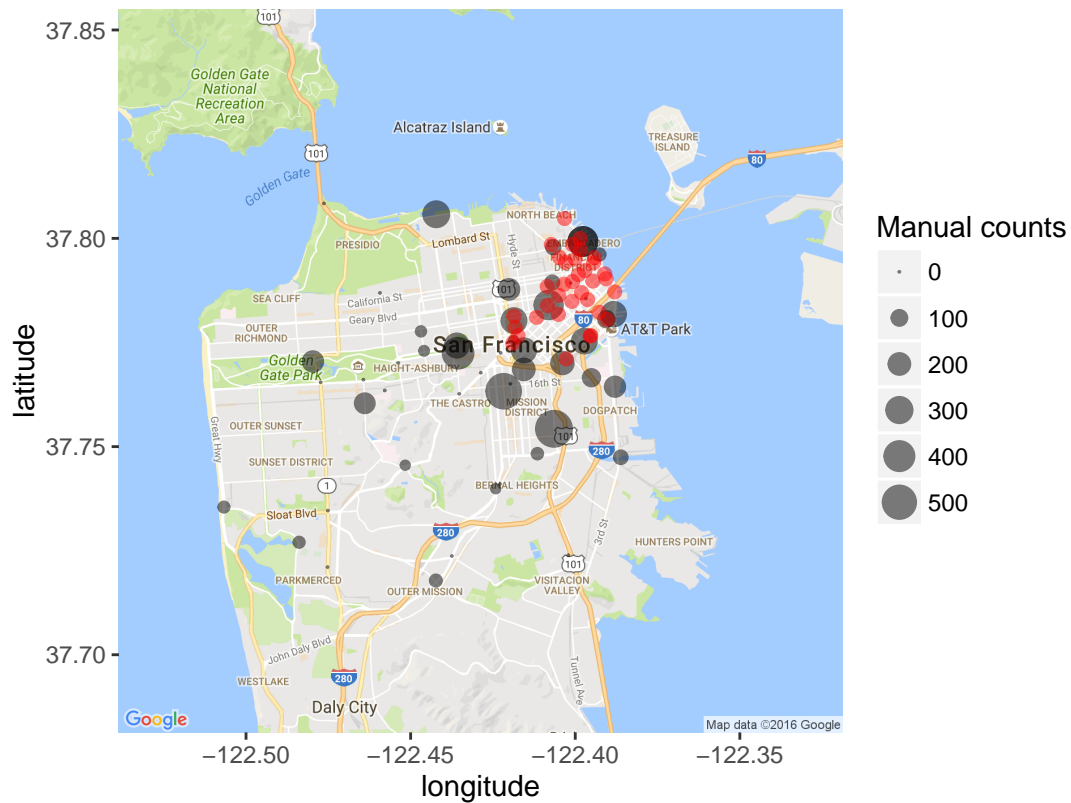 37.85
37.80
37.75
37.70
latitude
−122.50
−122.45
−122.40
−122.35
longitude
101
Golden Gate
National
Recreation
Area
Alcatraz Island
TREASURE
ISLAND
101
80
Golden Gate
NORTH BEACH
PRESIDIO
Lombard St
Hyde St
EMBARCADERO
FINANCIAL
DISTRICT
101
SEA CLIFF
California St
Geary Blvd
OUTER
RICHMOND
80
AT&T Park
San Francisco
Golden
Gate Park
HAIGHT-ASHBURY
16th St
THE CASTRO
MISSION
DISTRICT
DOGPATCH
Great Hwy
OUTER SUNSET
101
280
SUNSET DISTRICT
1
BERNAL HEIGHTS
Sloat Blvd
280
3rd St
HUNTERS POINT
101
PARKMERCED
OUTER MISSION
VISITACION
VALLEY
John Daly Blvd
280
WESTLAKE
Tunnel Ave
Daly City
Google
Map data ©2016 Google
Manual counts
0
100
200
300
400
500